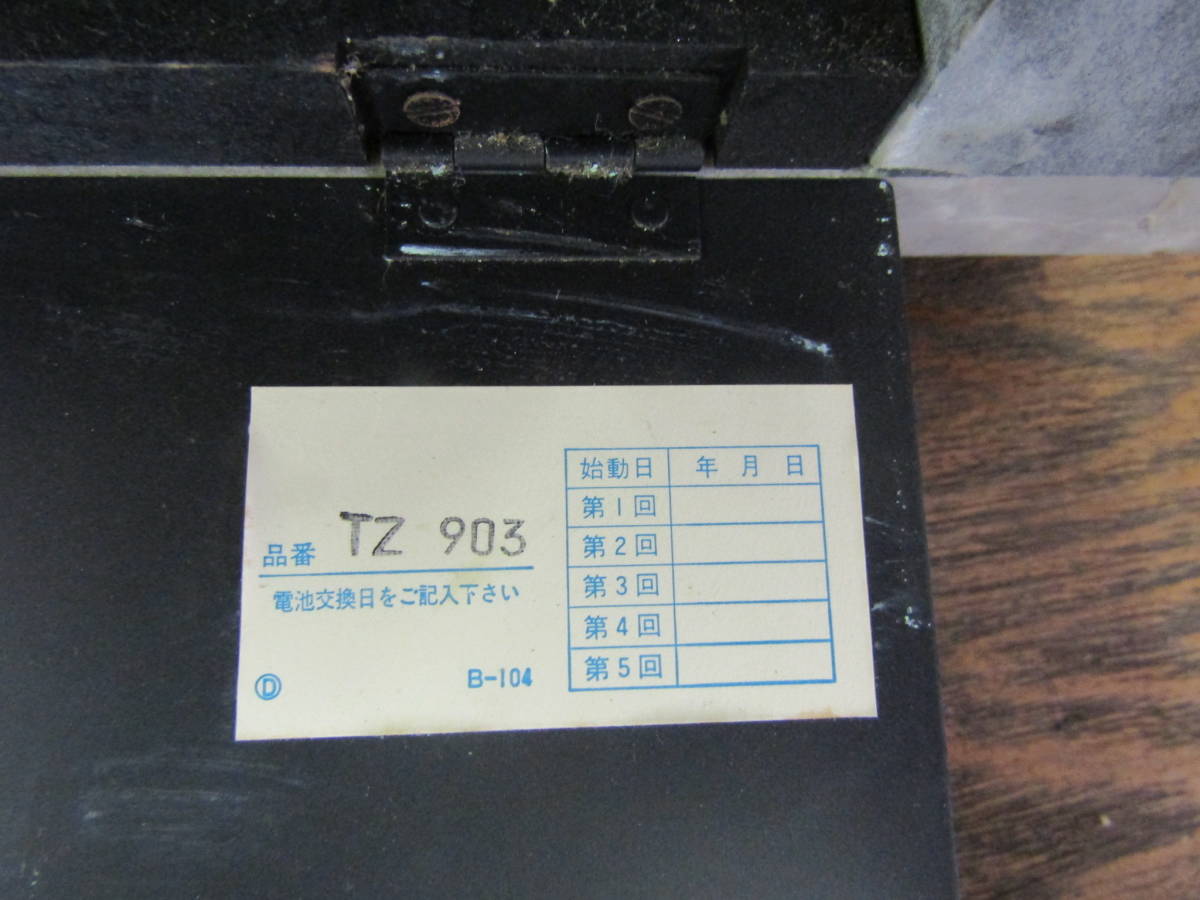 品番 TZ 903
電池交換日をご記入下さい
Ⓓ B-104
始動日 年 月 日
第1回
第2回
第3回
第4回
第5回